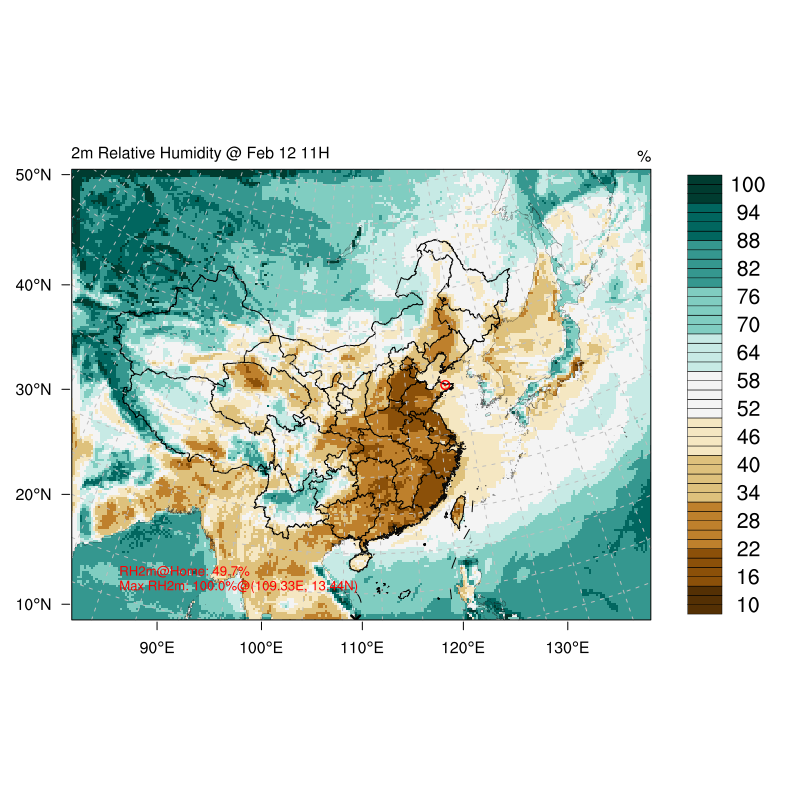 2m Relative Humidity @ Feb 12 11H
%
50°N
40°N
30°N
20°N
10°N
90°E
100°E
110°E
120°E
130°E
100
94
88
82
76
70
64
58
52
46
40
34
28
22
16
10
RH2m@Home: 49.7%
Max RH2m: 100.0%@(109.33E, 13.44N)